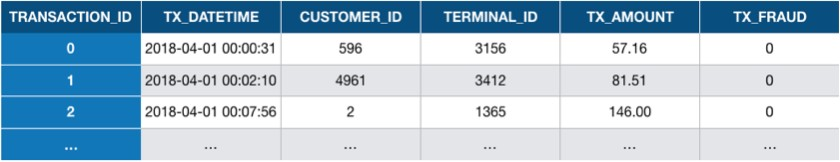 TRANSACTION_ID TX_DATETIME CUSTOMER_ID TERMINAL_ID TX_AMOUNT TX_FRAUD
0 2018-04-01 00:00:31 596 3156 57.16 0
1 2018-04-01 00:02:10 4961 3412 81.51 0
2 2018-04-01 00:07:56 2 1365 146.00 0
... ... ... ... ... ...